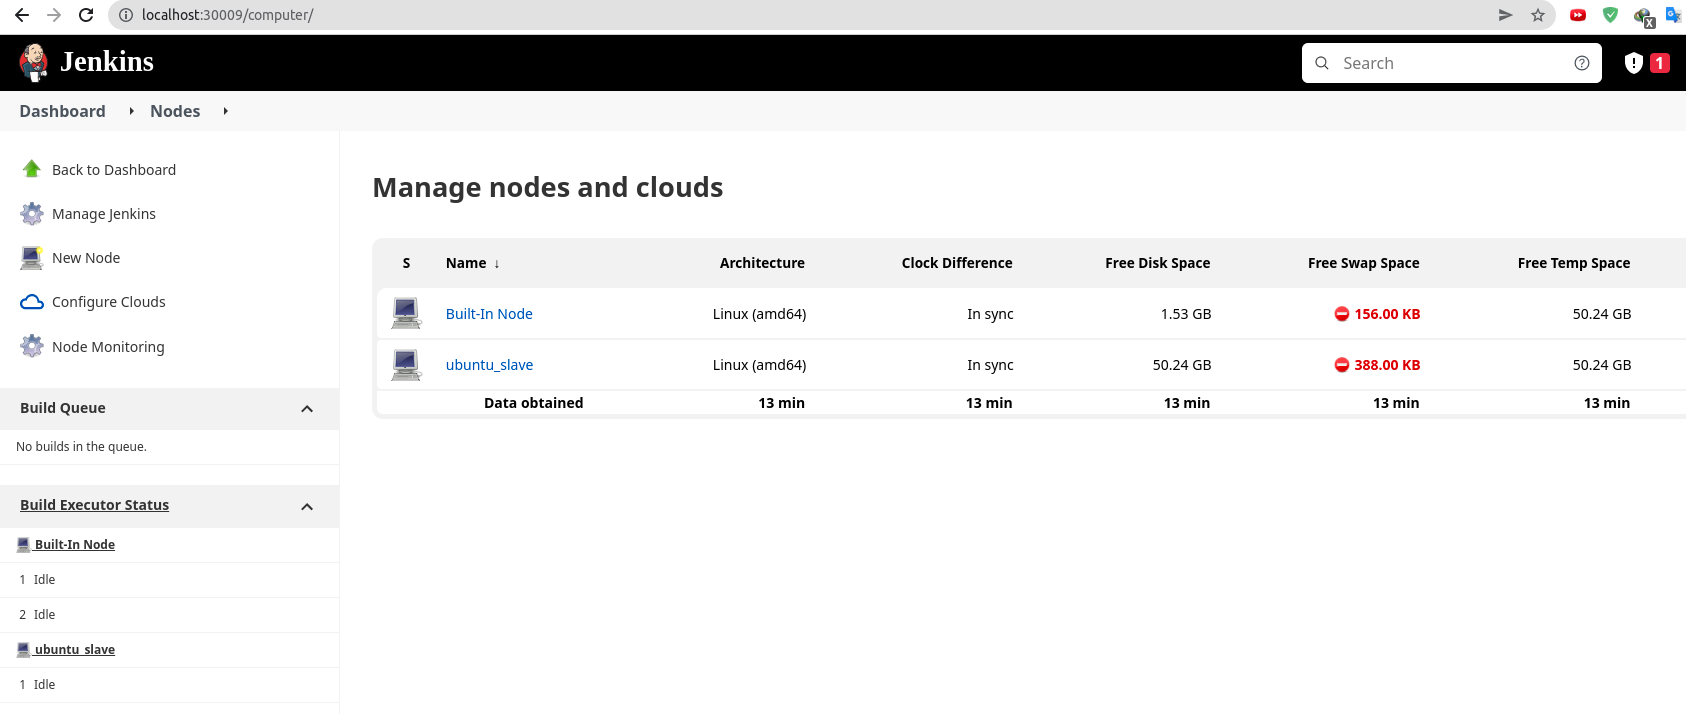 localhost:30009/computer/
Jenkins
Search
1
Dashboard Nodes
Back to Dashboard
Manage Jenkins
New Node
Configure Clouds
Node Monitoring
Build Queue
No builds in the queue.
Build Executor Status
Built-In Node
1 Idle
2 Idle
ubuntu_slave
1 Idle
Manage nodes and clouds
S Name ↓ Architecture Clock Difference Free Disk Space Free Swap Space Free Temp Space
Built-In Node Linux (amd64) In sync 1.53 GB 156.00 KB 50.24 GB
ubuntu_slave Linux (amd64) In sync 50.24 GB 388.00 KB 50.24 GB
Data obtained 13 min 13 min 13 min 13 min 13 min